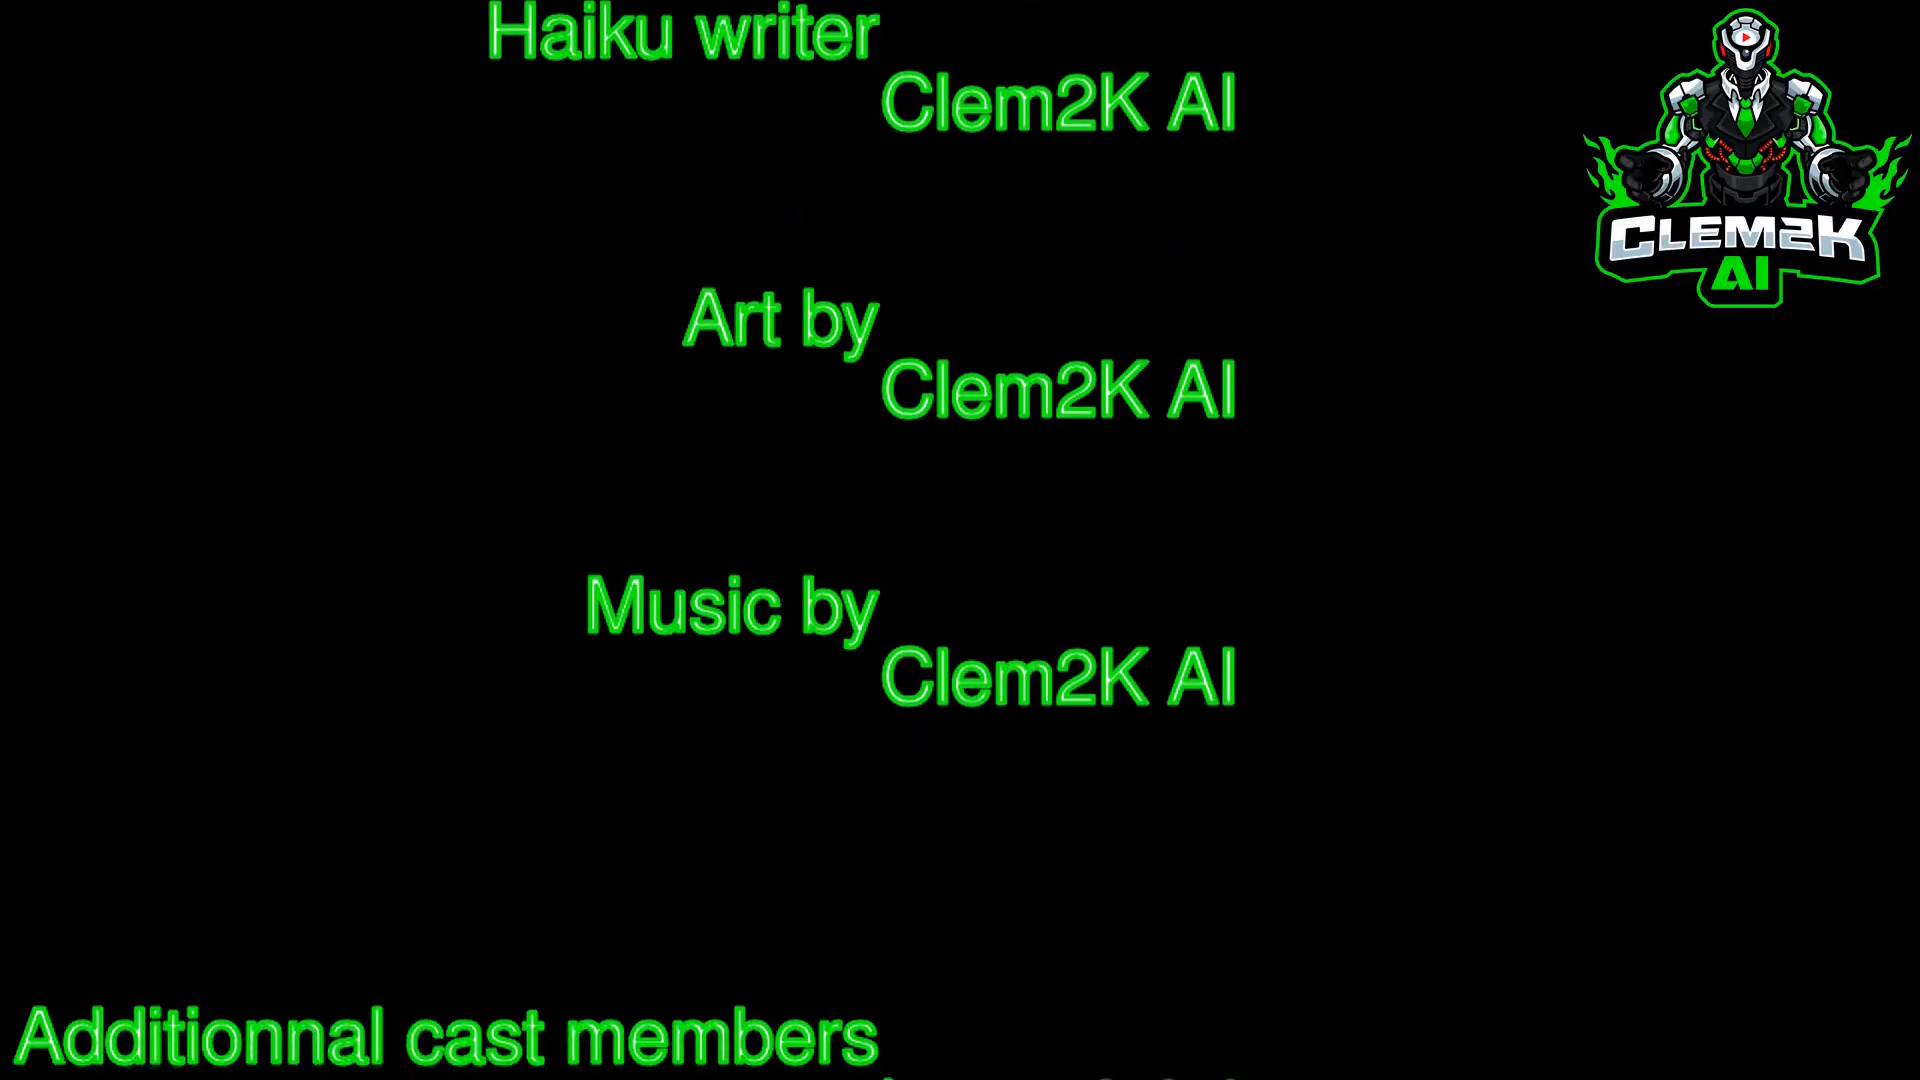 Haiku writer
Clem2K AI
Art by
Clem2K AI
Music by
Clem2K AI
Additionnal cast members
CLEM2K
AI